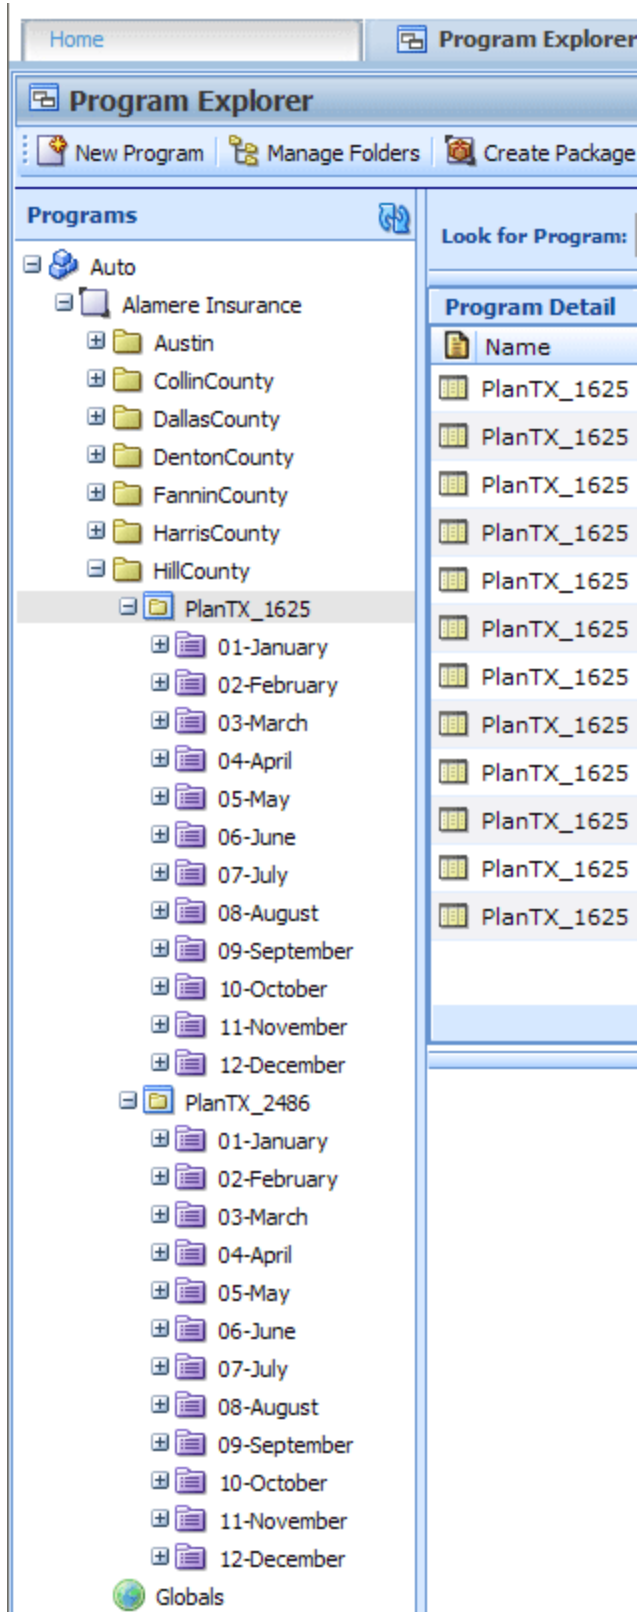 Home
Program Explorer
Program Explorer
New Program
Manage Folders
Create Package
Programs
Auto
Alamere Insurance
Austin
CollinCounty
DallasCounty
DentonCounty
FanninCounty
HarrisCounty
HillCounty
PlanTX_1625
01-January
02-February
03-March
04-April
05-May
06-June
07-July
08-August
09-September
10-October
11-November
12-December
PlanTX_2486
01-January
02-February
03-March
04-April
05-May
06-June
07-July
08-August
09-September
10-October
11-November
12-December
Globals
Look for Program:
Program Detail
Name
PlanTX_1625
PlanTX_1625
PlanTX_1625
PlanTX_1625
PlanTX_1625
PlanTX_1625
PlanTX_1625
PlanTX_1625
PlanTX_1625
PlanTX_1625
PlanTX_1625
PlanTX_1625